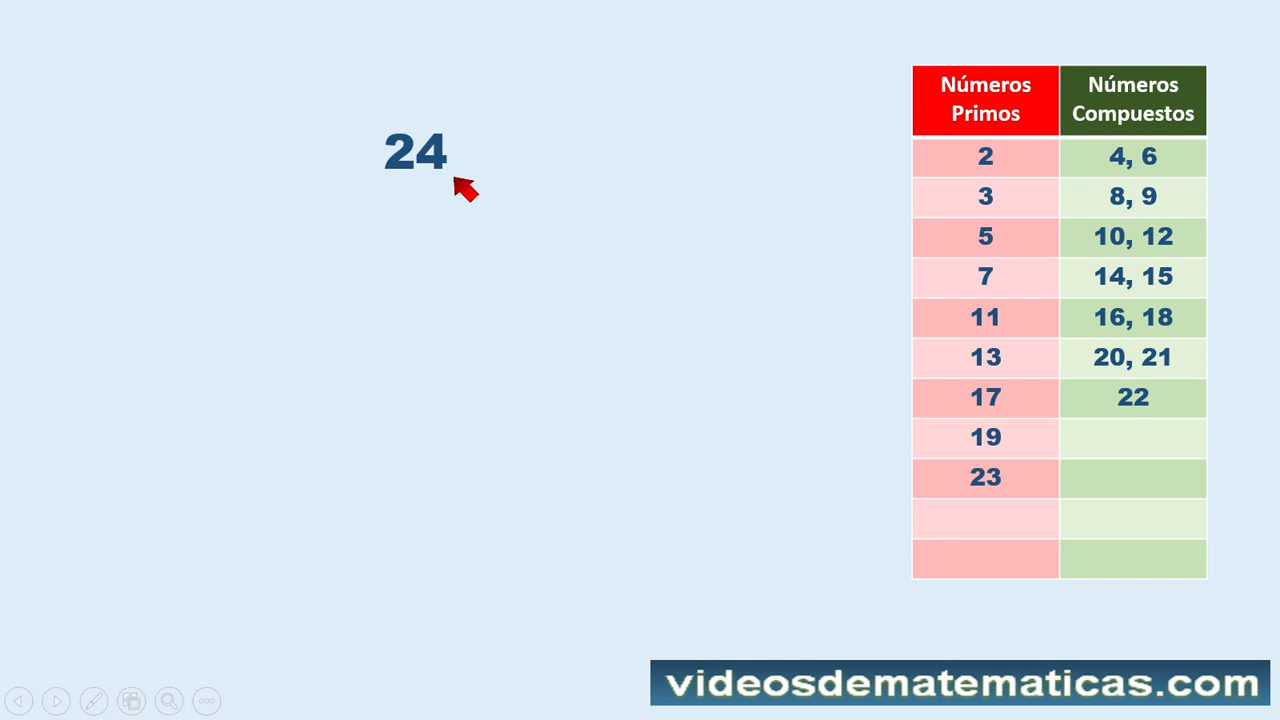 24
Números Primos
Números Compuestos
2 4, 6
3 8, 9
5 10, 12
7 14, 15
11 16, 18
13 20, 21
17 22
19
23
videosdematematicas.com